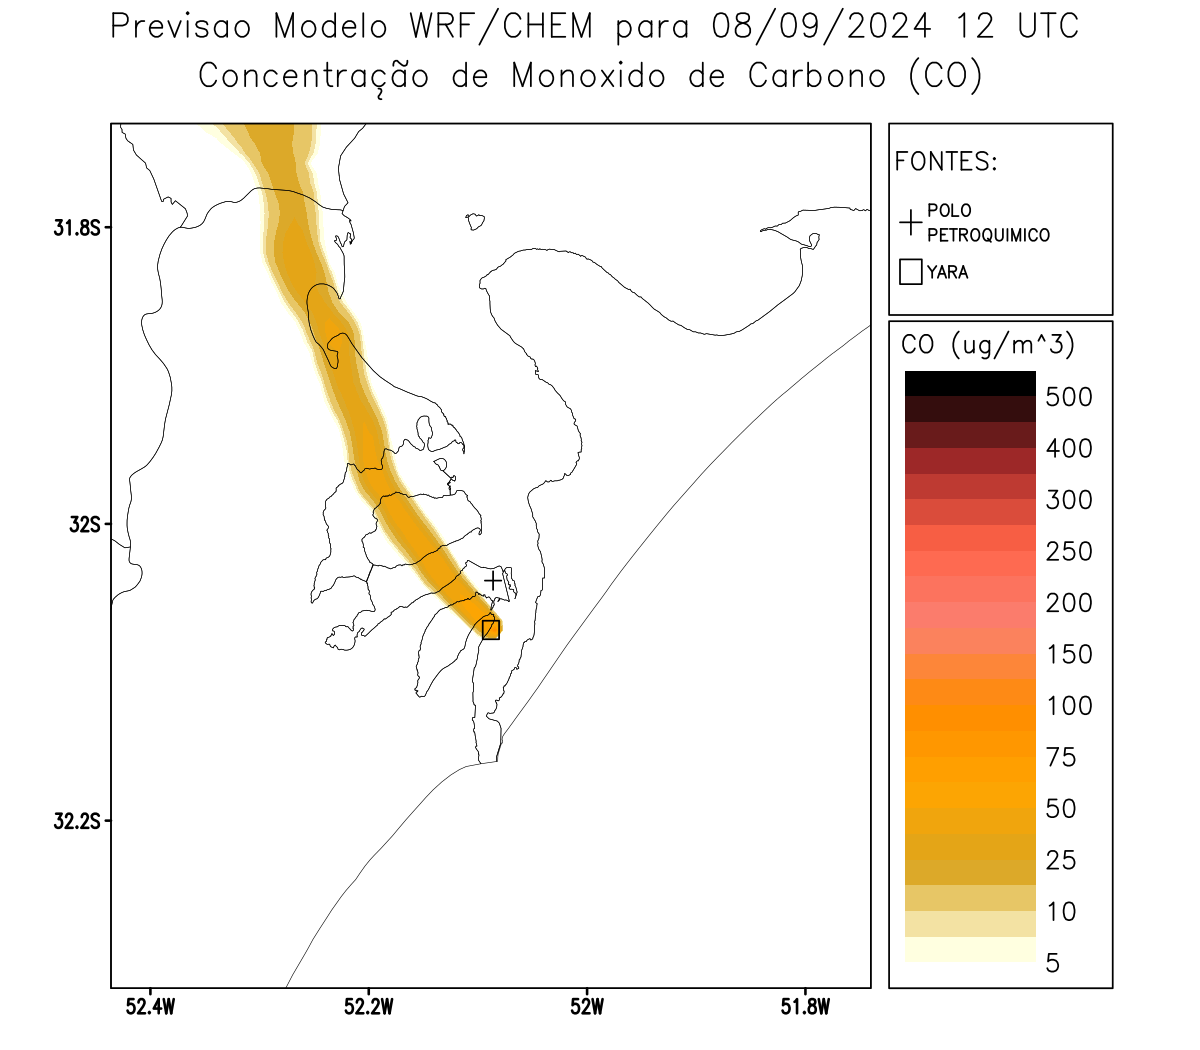 Previsao Modelo WRF/CHEM para 08/09/2024 12 UTC
Concentração de Monoxido de Carbono (CO)
FONTES:
POLO
PETROQUIMICO
YARA
CO (ug/m^3)
500
400
300
250
200
150
100
75
50
25
10
5
31.8S
32S
32.2S
52.4W
52.2W
52W
51.8W